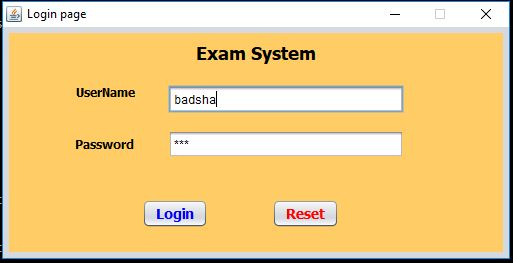 Login page
Exam System
UserName
badsha
Password
***
Login Reset